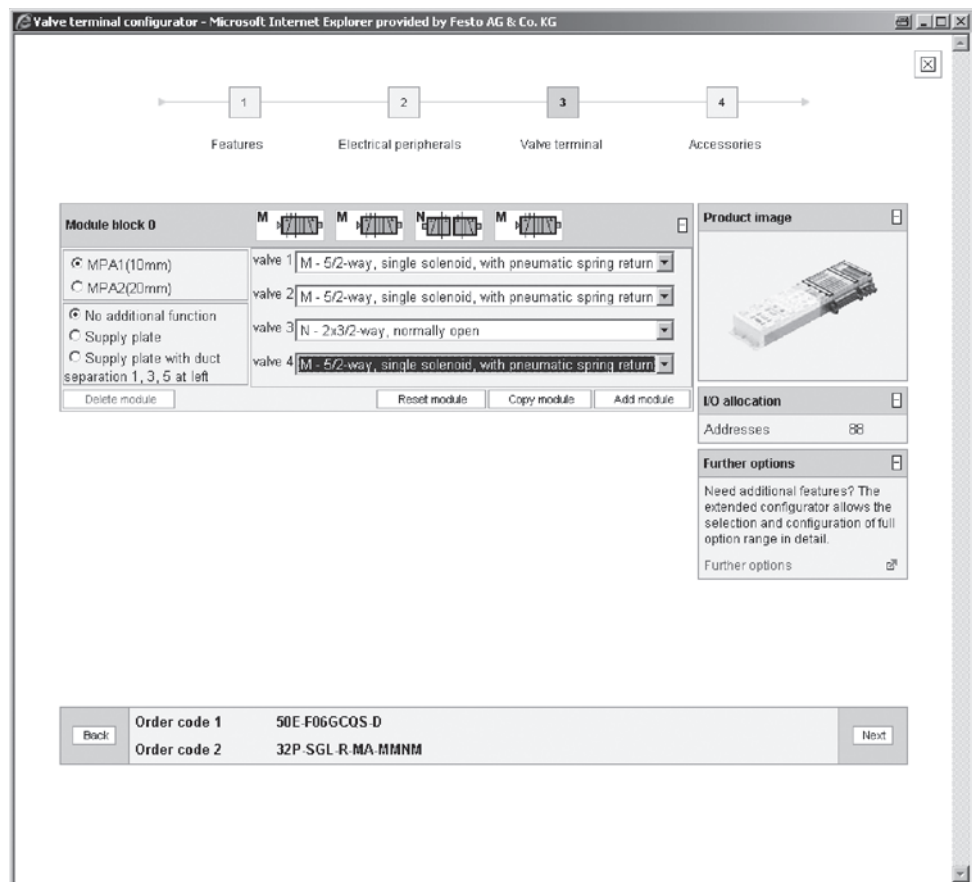 Valve terminal configurator - Microsoft Internet Explorer provided by Festo AG & Co. KG
1
2
3
4
Features
Electrical peripherals
Valve terminal
Accessories
Module block 0
M
M
N
M
MPA1(10mm)
MPA2(20mm)
No additional function
Supply plate
Supply plate with duct
separation 1, 3, 5 at left
valve 1 M - 5/2-way, single solenoid, with pneumatic spring return
valve 2 M - 5/2-way, single solenoid, with pneumatic spring return
valve 3 N - 2x3/2-way, normally open
valve 4 M - 5/2-way, single solenoid, with pneumatic spring return
Delete module
Reset module
Copy module
Add module
Product image
I/O allocation
Addresses 88
Further options
Need additional features? The
extended configurator allows the
selection and configuration of full
option range in detail.
Further options
Back
Order code 1 50E-F06GCQS-D
Order code 2 32P-SGL-R-MA-MMNM
Next